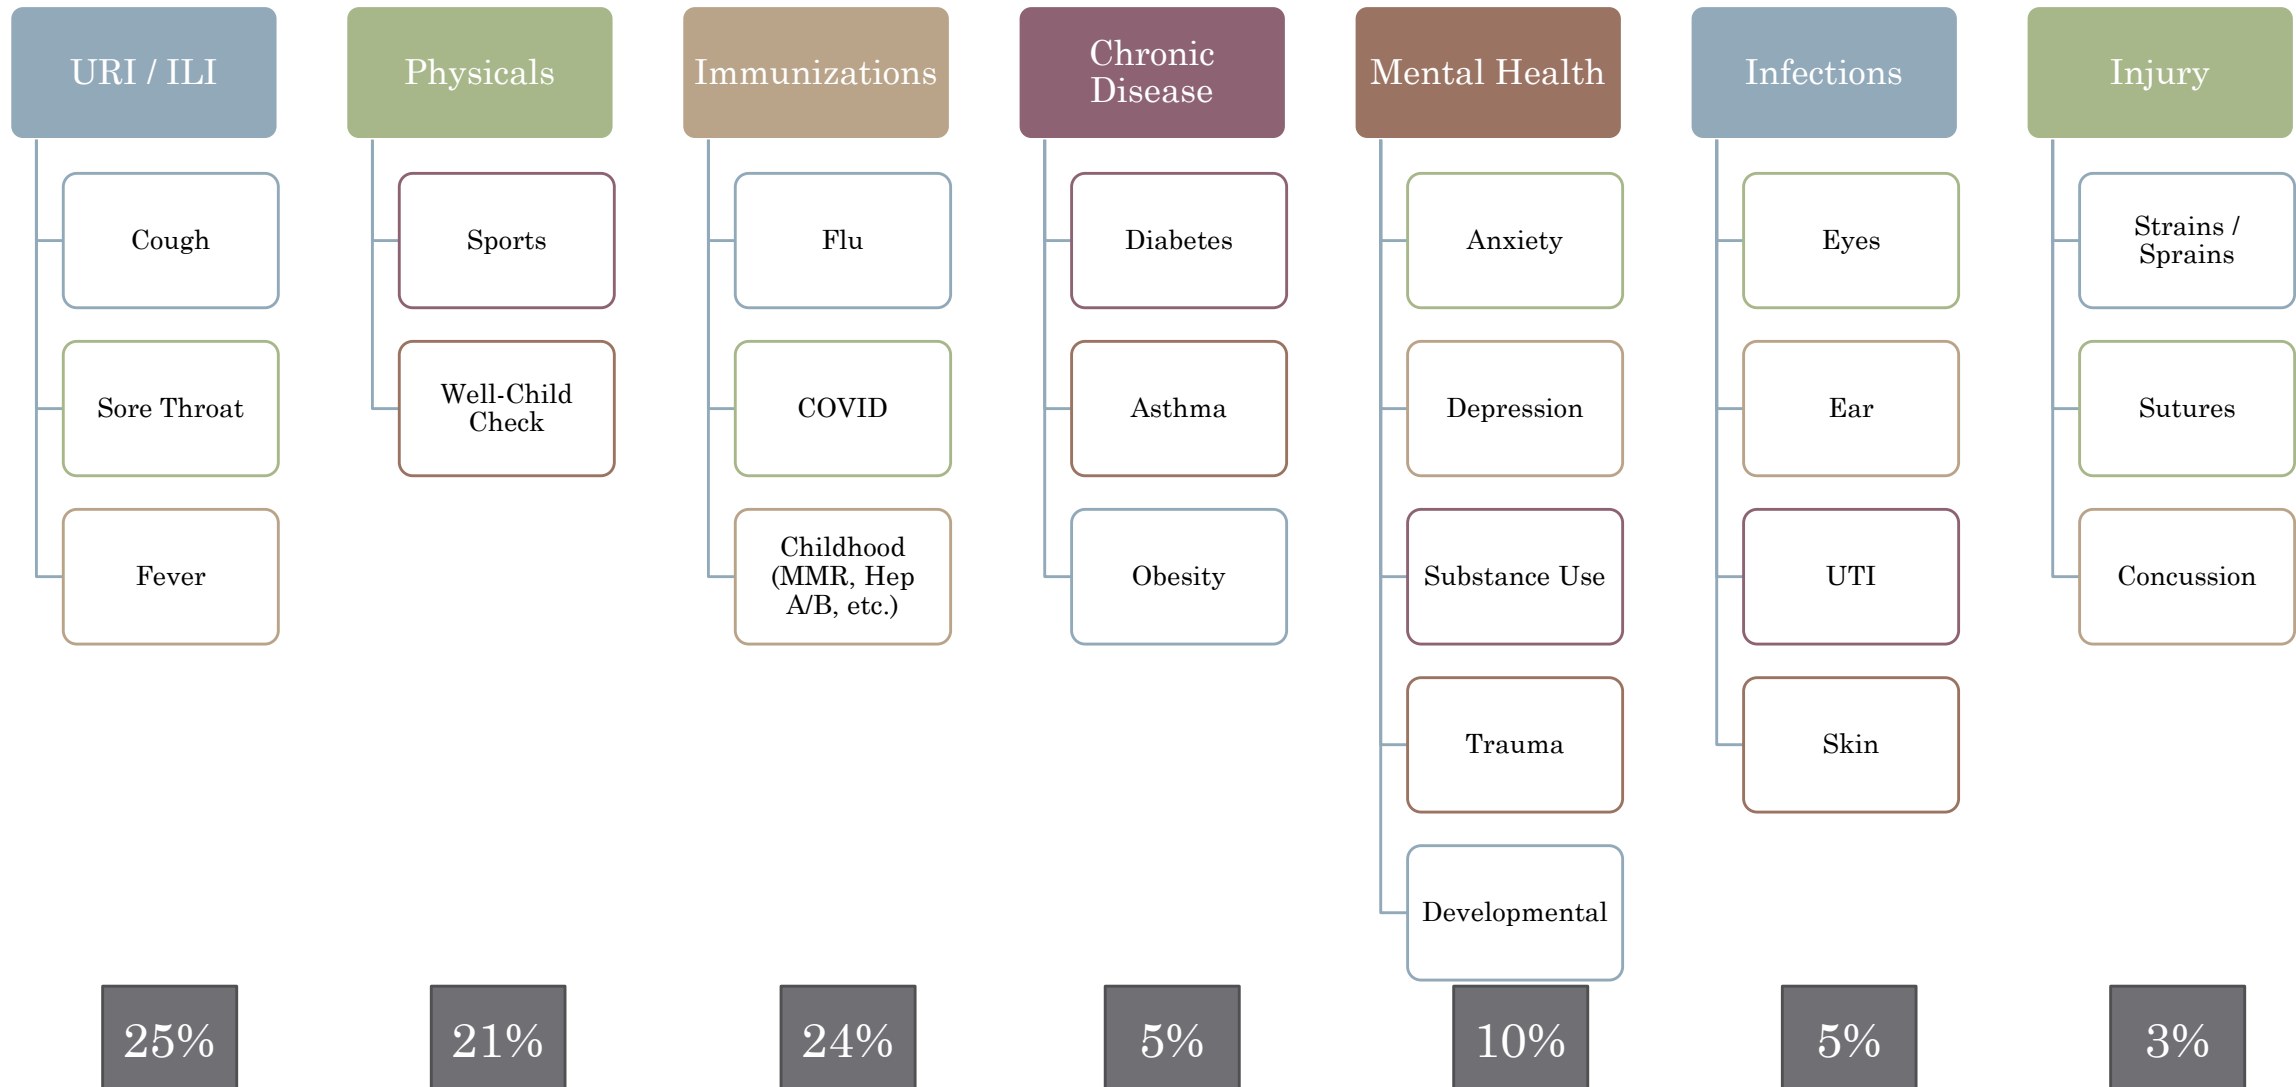 URI / ILI
Cough
Sore Throat
Fever
25%
Physicals
Sports
Well-Child
Check
21%
Immunizations
Flu
COVID
Childhood
(MMR, Hep
A/B, etc.)
24%
Chronic
Disease
Diabetes
Asthma
Obesity
5%
Mental Health
Anxiety
Depression
Substance Use
Trauma
Developmental
10%
Infections
Eyes
Ear
UTI
Skin
5%
Injury
Strains /
Sprains
Sutures
Concussion
3%